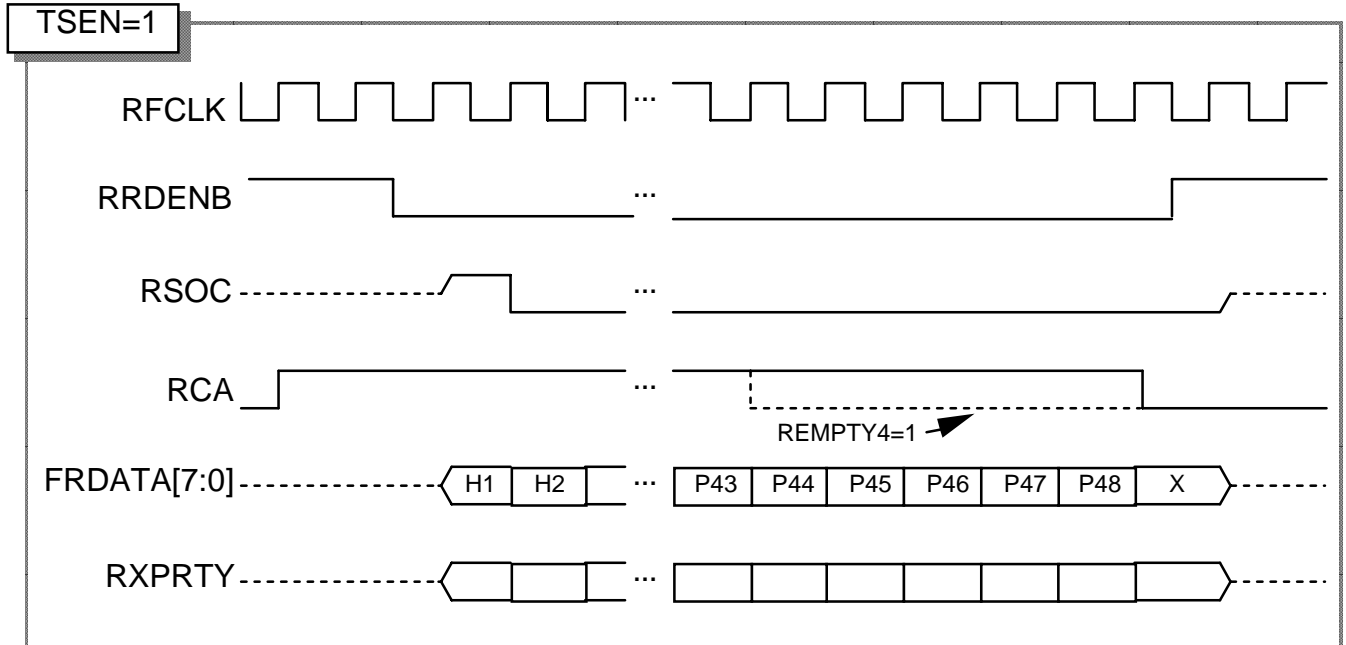 TSEN=1
RFCLK ...
RRDENB ...
RSOC ...
RCA ...
REMPTY4=1
FRDATA[7:0] H1 H2 ... P43 P44 P45 P46 P47 P48 X
RXPRTY ...